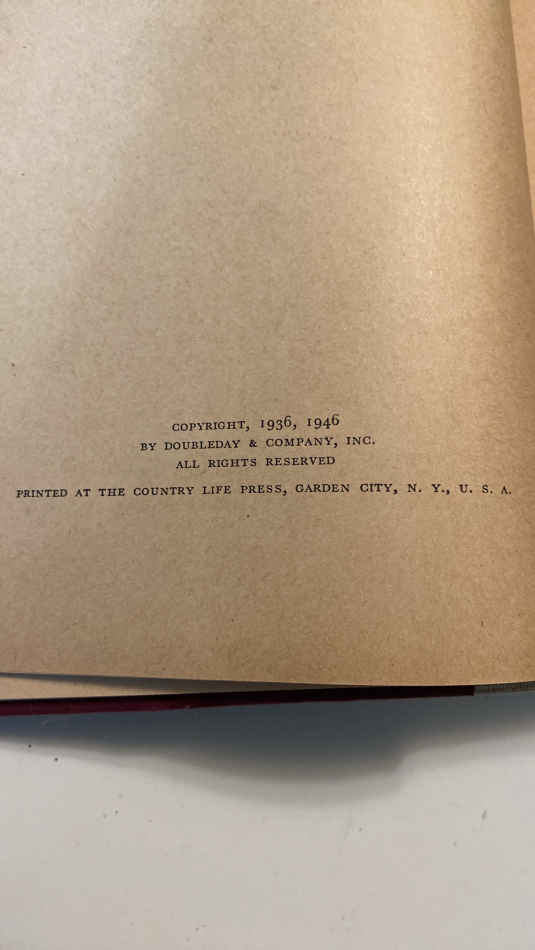 COPYRIGHT, 1936, 1946
BY DOUBLEDAY & COMPANY, INC.
ALL RIGHTS RESERVED
PRINTED AT THE COUNTRY LIFE PRESS, GARDEN CITY, N. Y., U. S. A.